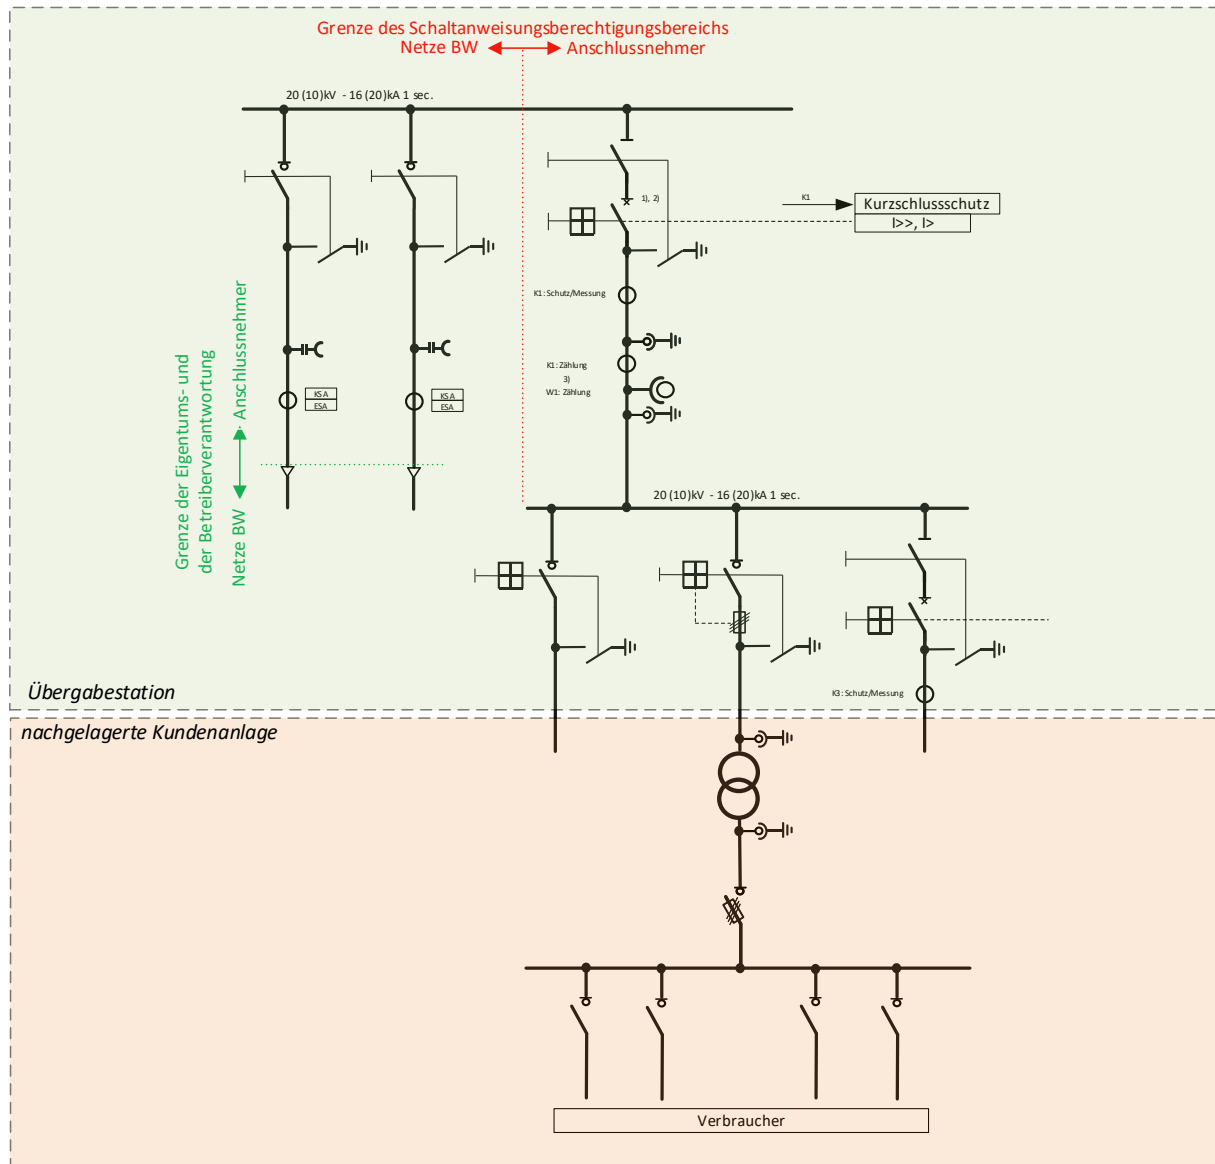 Grenze des Schaltanweisungsberechtigungsbereichs
Netze BW
Anschlussnehmer
20 (10)kV - 16 (20)kA 1 sec.
1), 2)
K1
Kurzschlussschutz
I>>, I>
K1: Schutz/Messung
K1: Zählung
3)
W1: Zählung
KSA
ESA
KSA
ESA
Grenze der Eigentums- und
der Betreiberverantwortung
Netze BW
Anschlussnehmer
20 (10)kV - 16 (20)kA 1 sec.
K3: Schutz/Messung
Übergabestation
nachgelagerte Kundenanlage
Verbraucher